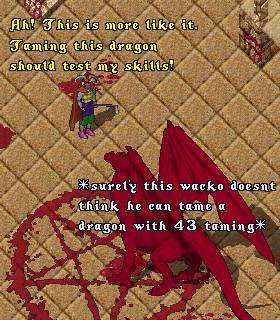 Ah! This is more like it.
Taming this dragon
should test my skills!
*surely this wacko doesnt
think he can tame a
dragon with 43 taming*